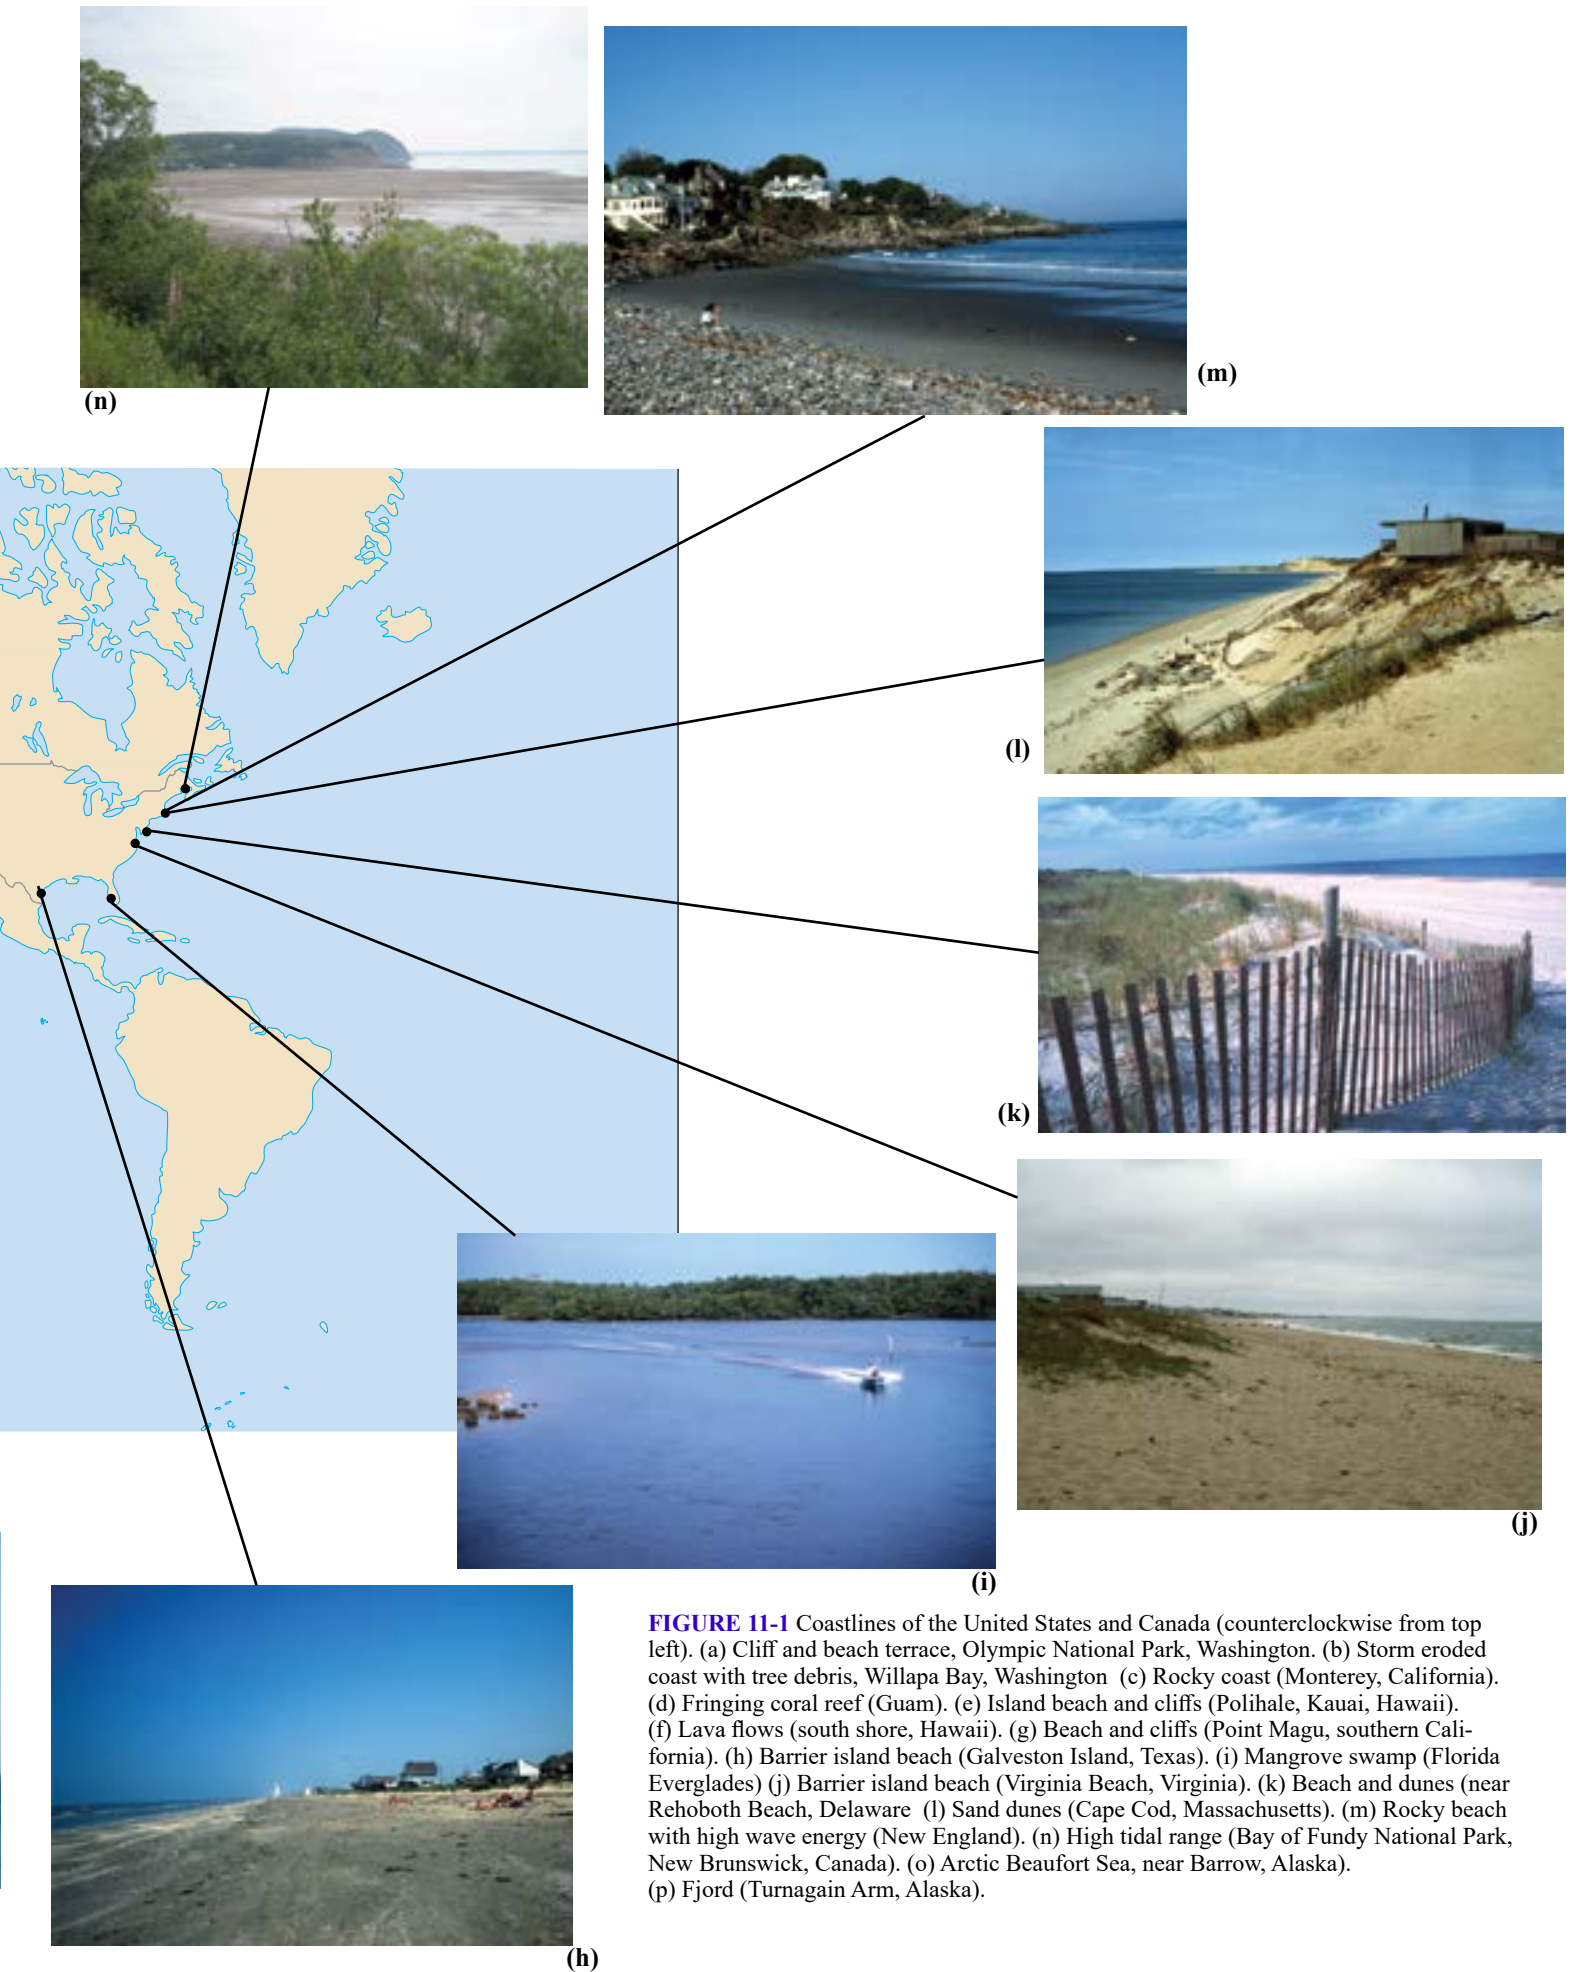 (n)
(m)
(l)
(k)
(j)
(i)
FIGURE 11-1 Coastlines of the United States and Canada (counterclockwise from top
left). (a) Cliff and beach terrace, Olympic National Park, Washington. (b) Storm eroded
coast with tree debris, Willapa Bay, Washington  (c) Rocky coast (Monterey, California).
(d) Fringing coral reef (Guam). (e) Island beach and cliffs (Polihale, Kauai, Hawaii).
(f) Lava flows (south shore, Hawaii). (g) Beach and cliffs (Point Magu, southern Cali-
fornia). (h) Barrier island beach (Galveston Island, Texas). (i) Mangrove swamp (Florida
Everglades) (j) Barrier island beach (Virginia Beach, Virginia). (k) Beach and dunes (near
Rehoboth Beach, Delaware  (l) Sand dunes (Cape Cod, Massachusetts). (m) Rocky beach
with high wave energy (New England). (n) High tidal range (Bay of Fundy National Park,
New Brunswick, Canada). (o) Arctic Beaufort Sea, near Barrow, Alaska).
(p) Fjord (Turnagain Arm, Alaska).
(h)